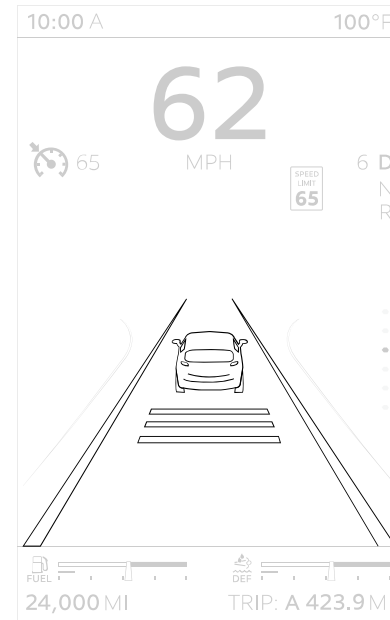 10:00 A 100°F
62
65 MPH 6 D
SPEED
LIMIT
65
N
R
FUEL DEF
24,000 MI TRIP: A 423.9 M